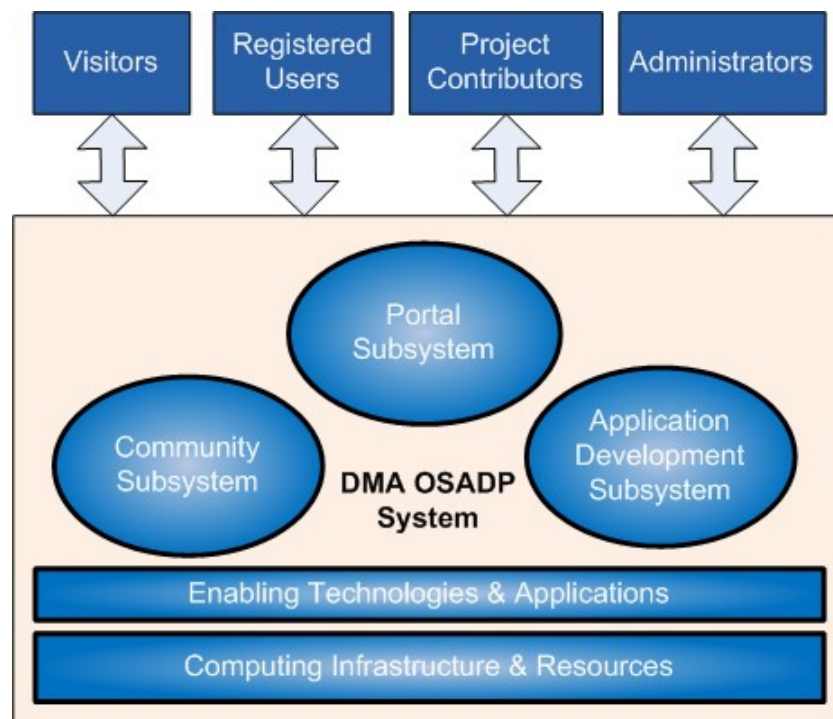 Visitors
Registered
Users
Project
Contributors
Administrators
Portal
Subsystem
Community
Subsystem
Application
Development
Subsystem
DMA OSADP
System
Enabling Technologies & Applications
Computing Infrastructure & Resources